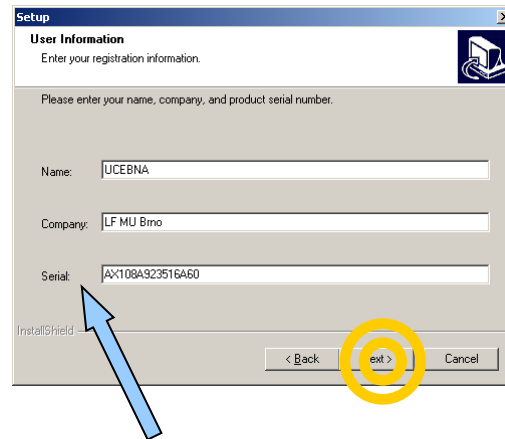 Setup
User Information
Enter your registration information.
Please enter your name, company, and product serial number.
Name: UCEBNA
Company: LF MU Brno
Serial: AX108A923516A60
InstallShield
< Back ext > Cancel